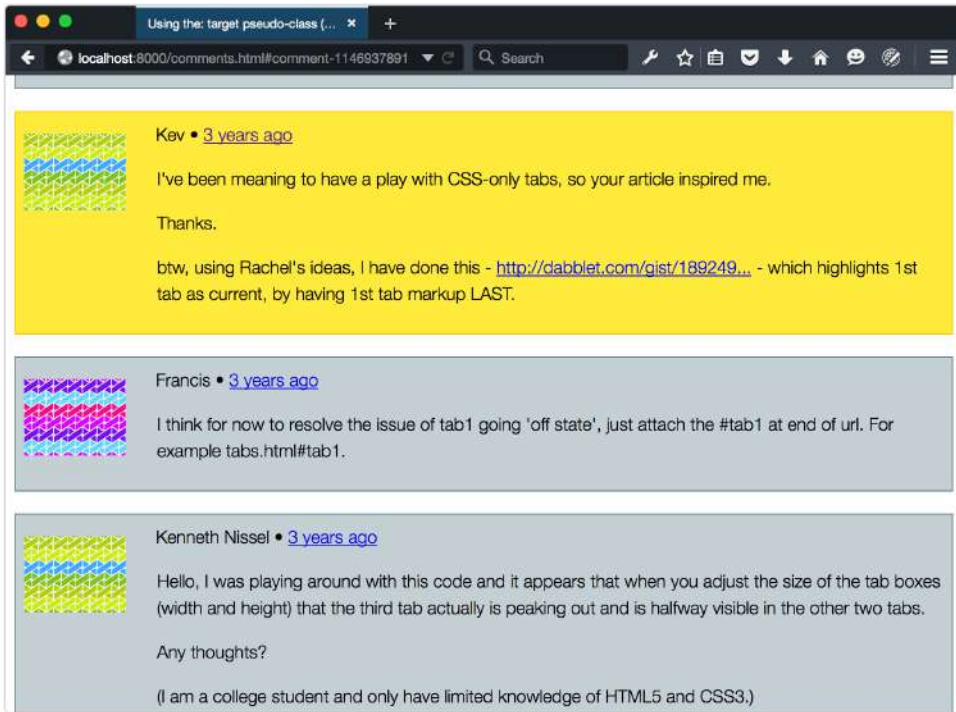 Using the: target pseudo-class (... × +
localhost:8000/comments.html#comment-1146937891 Search
Kev • 3 years ago
I've been meaning to have a play with CSS-only tabs, so your article inspired me.
Thanks.
btw, using Rachel's ideas, I have done this - http://dabblet.com/gist/189249... - which highlights 1st
tab as current, by having 1st tab markup LAST.
Francis • 3 years ago
I think for now to resolve the issue of tab1 going 'off state', just attach the #tab1 at end of url. For
example tabs.html#tab1.
Kenneth Nissel • 3 years ago
Hello, I was playing around with this code and it appears that when you adjust the size of the tab boxes
(width and height) that the third tab actually is peaking out and is halfway visible in the other two tabs.
Any thoughts?
(I am a college student and only have limited knowledge of HTML5 and CSS3.)